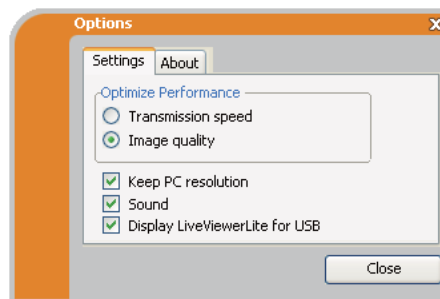 Options
Settings About
Optimize Performance
Transmission speed
Image quality
Keep PC resolution
Sound
Display LiveViewerLite for USB
Close